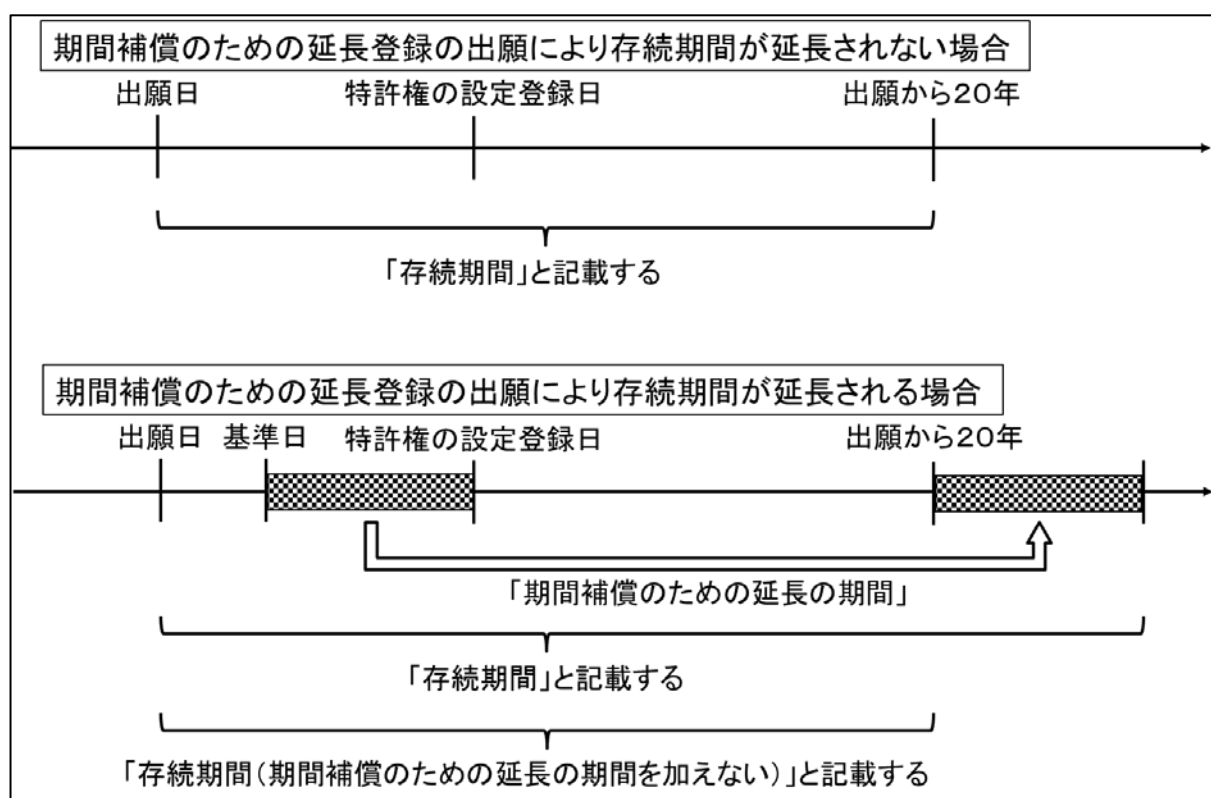 期間補償のための延長登録の出願により存続期間が延長されない場合
出願日 特許権の設定登録日 出願から20年
「存続期間」と記載する
期間補償のための延長登録の出願により存続期間が延長される場合
出願日 基準日 特許権の設定登録日 出願から20年
「期間補償のための延長の期間」
「存続期間」と記載する
「存続期間(期間補償のための延長の期間を加えない)」と記載する